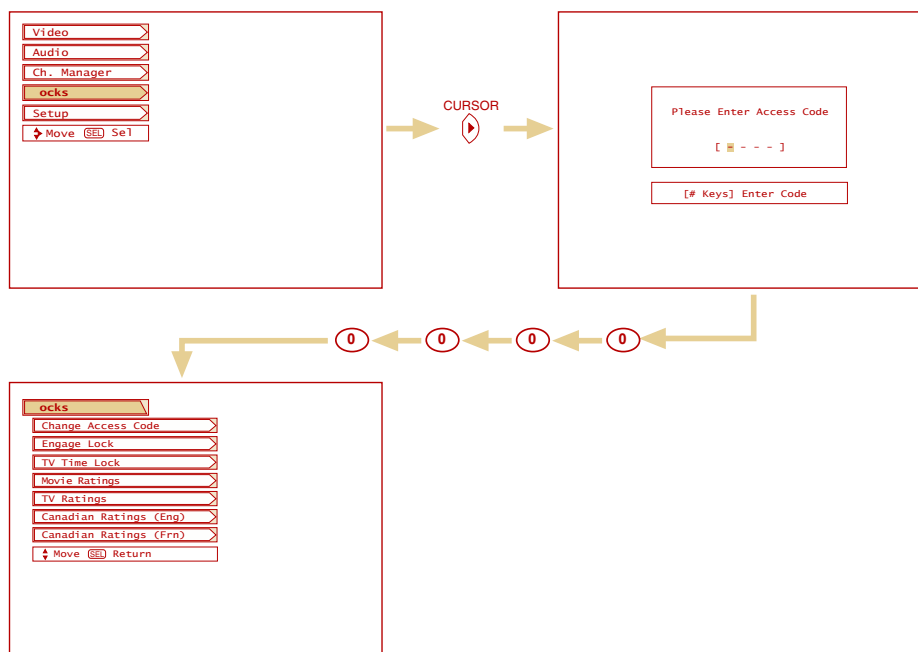 Video
Audio
Ch. Manager
ocks
Setup
Move SEL Sel
CURSOR
Please Enter Access Code
[ - - - - ]
[# Keys] Enter Code
0 0 0 0
ocks
Change Access Code
Engage Lock
TV Time Lock
Movie Ratings
TV Ratings
Canadian Ratings (Eng)
Canadian Ratings (Frn)
Move SEL Return